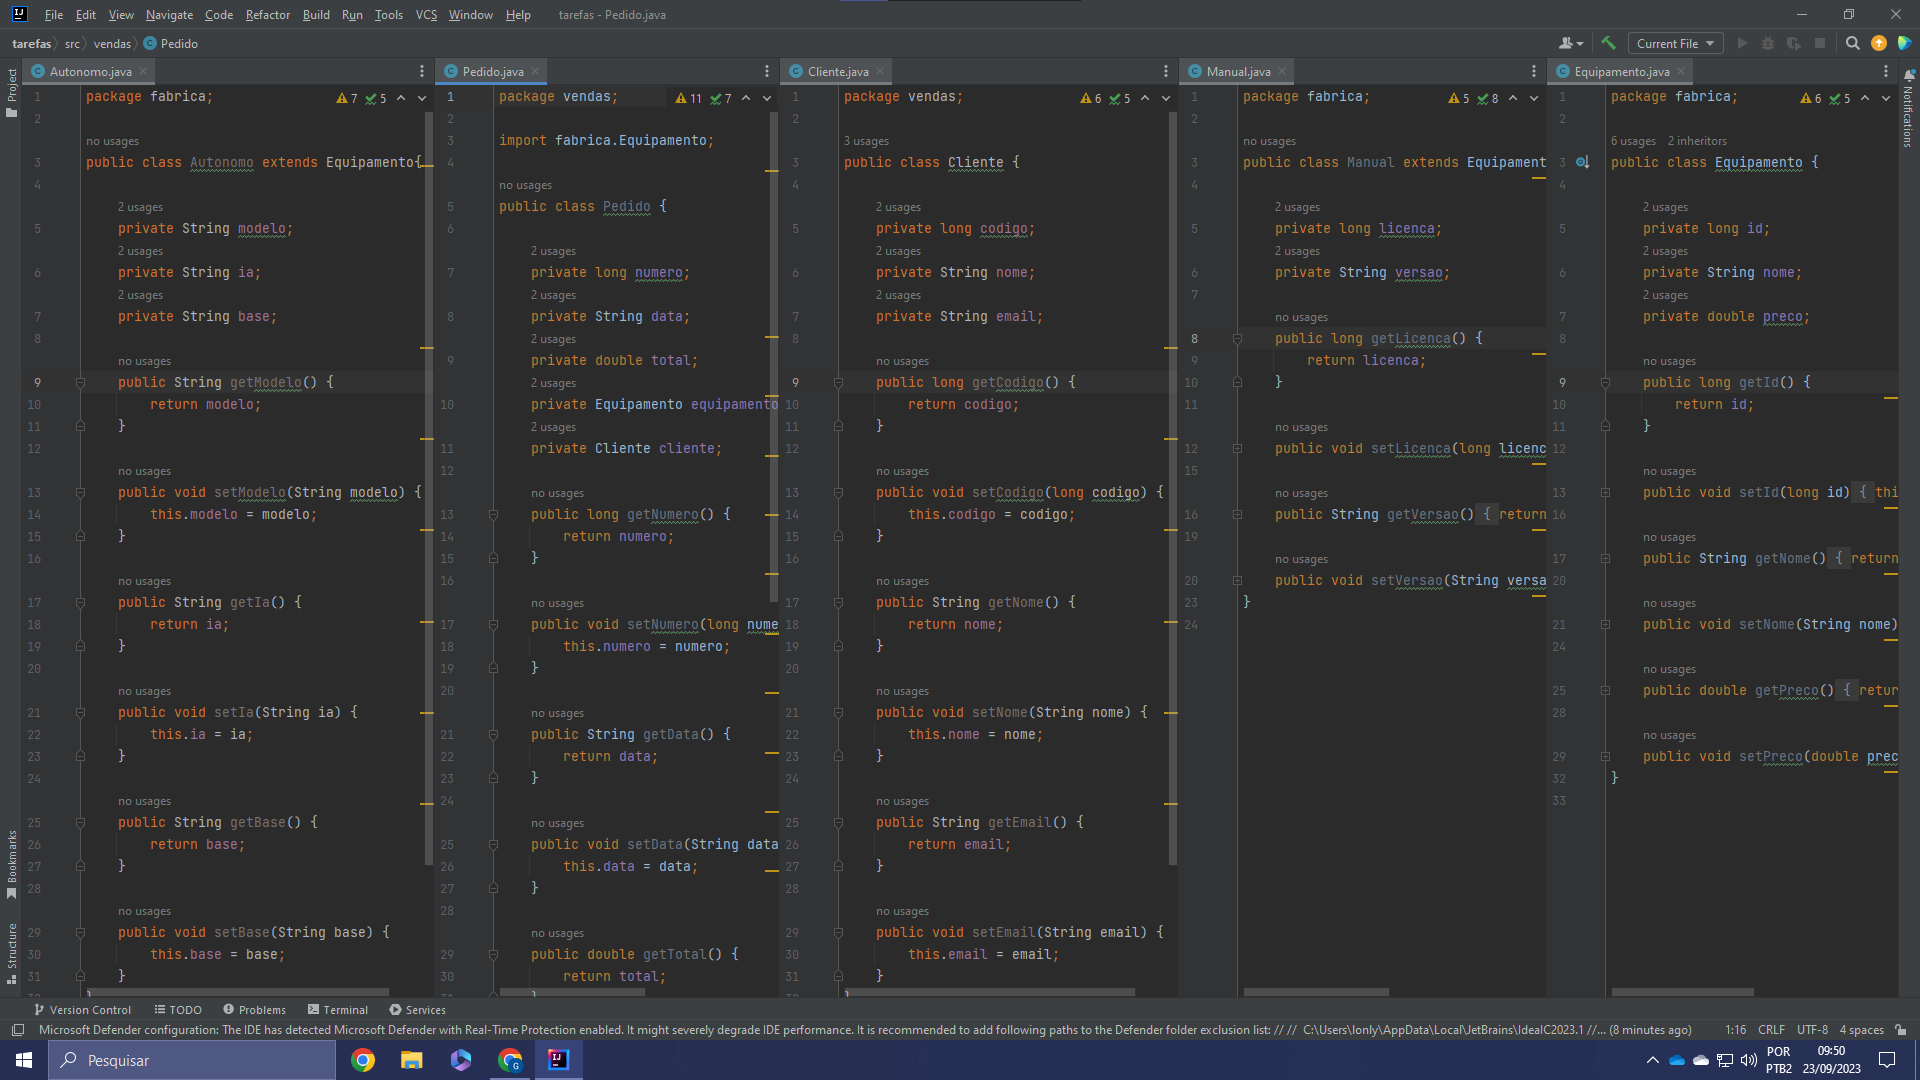 File Edit View Navigate Code Refactor Build Run Tools VCS Window Help tarefas - Pedido.java
tarefas src vendas Pedido
Current File
Project
Bookmarks
Structure
Notifications
Autonomo.java
7 5
1 package fabrica;
2
no usages
3 public class Autonomo extends Equipamento{
4
2 usages
5 private String modelo;
2 usages
6 private String ia;
2 usages
7 private String base;
8
no usages
9 public String getModelo() {
10 return modelo;
11 }
12
no usages
13 public void setModelo(String modelo) {
14 this.modelo = modelo;
15 }
16
no usages
17 public String getIa() {
18 return ia;
19 }
20
no usages
21 public void setIa(String ia) {
22 this.ia = ia;
23 }
24
no usages
25 public String getBase() {
26 return base;
27 }
28
no usages
29 public void setBase(String base) {
30 this.base = base;
31 }
Pedido.java
11 7
1 package vendas;
2
3 import fabrica.Equipamento;
4
no usages
5 public class Pedido {
6
2 usages
7 private long numero;
2 usages
8 private String data;
2 usages
9 private double total;
2 usages
10 private Equipamento equipamento
2 usages
11 private Cliente cliente;
12
no usages
13 public long getNumero() {
14 return numero;
15 }
16
no usages
17 public void setNumero(long nume
18 this.numero = numero;
19 }
20
no usages
21 public String getData() {
22 return data;
23 }
24
no usages
25 public void setData(String data
26 this.data = data;
27 }
28
no usages
29 public double getTotal() {
30 return total;
Cliente.java
6 5
1 package vendas;
2
3 usages
3 public class Cliente {
4
2 usages
5 private long codigo;
2 usages
6 private String nome;
2 usages
7 private String email;
8
no usages
9 public long getCodigo() {
10 return codigo;
11 }
12
no usages
13 public void setCodigo(long codigo) {
14 this.codigo = codigo;
15 }
16
no usages
17 public String getNome() {
18 return nome;
19 }
20
no usages
21 public void setNome(String nome) {
22 this.nome = nome;
23 }
24
no usages
25 public String getEmail() {
26 return email;
27 }
28
no usages
29 public void setEmail(String email) {
30 this.email = email;
31 }
Manual.java
5 8
1 package fabrica;
2
no usages
3 public class Manual extends Equipament
4
2 usages
5 private long licenca;
2 usages
6 private String versao;
7
no usages
8 public long getLicenca() {
9 return licenca;
10 }
11
no usages
12 public void setLicenca(long licenc
15
no usages
16 public String getVersao() { return
19
no usages
20 public void setVersao(String versa
23 }
24
Equipamento.java
6 5
1 package fabrica;
2
6 usages 2 inheritors
3 public class Equipamento {
4
2 usages
5 private long id;
2 usages
6 private String nome;
2 usages
7 private double preco;
8
no usages
9 public long getId() {
10 return id;
11 }
12
no usages
13 public void setId(long id) { thi
16
no usages
17 public String getNome() { return
20
no usages
21 public void setNome(String nome)
24
no usages
25 public double getPreco() { retur
28
no usages
29 public void setPreco(double prec
32 }
33
Version Control TODO Problems Terminal Services
Microsoft Defender configuration: The IDE has detected Microsoft Defender with Real-Time Protection enabled. It might severely degrade IDE performance. It is recommended to add following paths to the Defender folder exclusion list: // // C:\Users\lonly\AppData\Local\JetBrains\IdeaIC2023.1 //... (8 minutes ago) 1:16 CRLF UTF-8 4 spaces
Pesquisar
POR
PTB2
09:50
23/09/2023